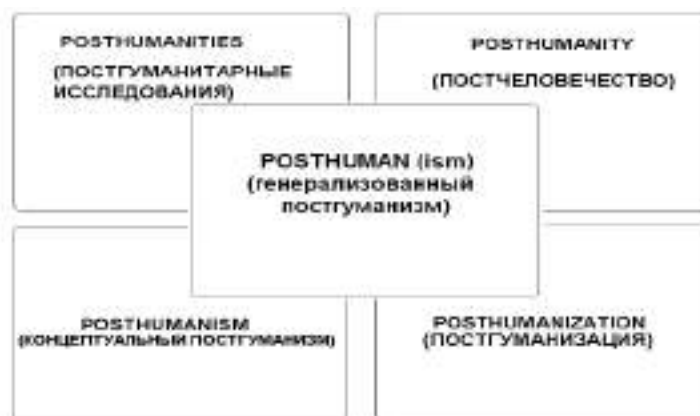 POSTHUMANITIES
(ПОСТГУМАНИТАРНЫЕ
ИССЛЕДОВАНИЯ)
POSTHUMANITY
(ПОСТЧЕЛОВЕЧЕСТВО)
POSTHUMAN (ism)
(генерализованный
постгуманизм)
POSTHUMANISM
(КОНЦЕПТУАЛЬНЫЙ ПОСТГУМАНИЗМ)
POSTHUMANIZATION
(ПОСТГУМАНИЗАЦИЯ)